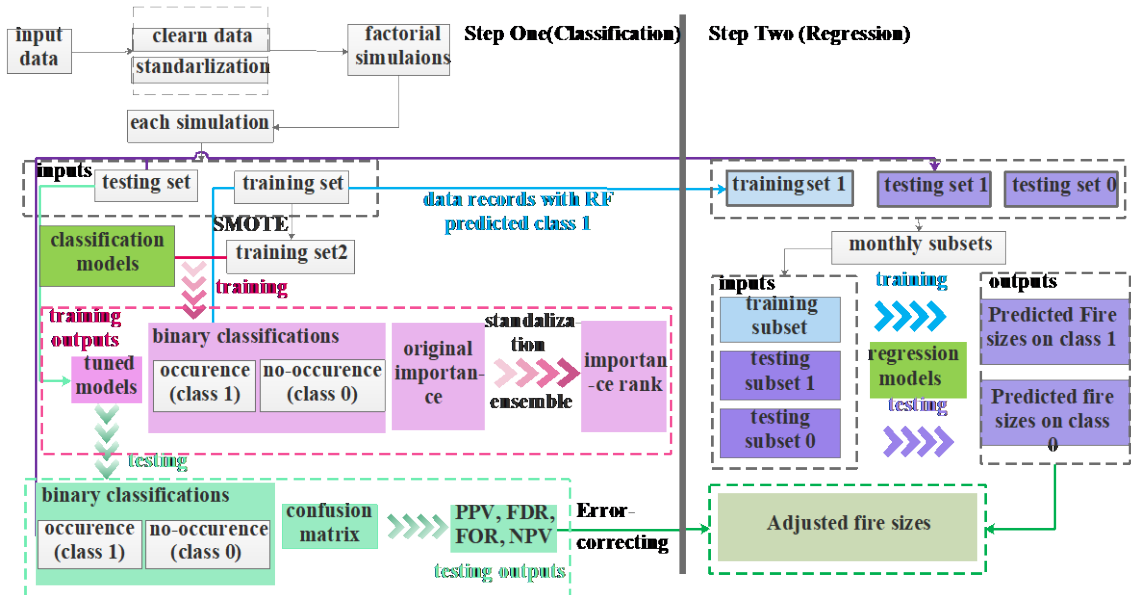 input
data
clearn data
standarlization
factorial
simulaions
Step One(Classification)
Step Two (Regression)
each simulation
inputs
testing set
training set
SMOTE
data records with RF
predicted class 1
training set 1
testing set 1
testing set 0
classification
models
training set2
training
monthly subsets
training
outputs
tuned
models
binary classifications
occurence
(class 1)
no-occurence
(class 0)
original
importan-
ce
standaliza-
tion
ensemble
importan
-ce rank
inputs
training
subset
testing
subset 1
testing
subset 0
training
regression
models
testing
outputs
Predicted Fire
sizes on class 1
Predicted fire
sizes on class
0
testing
binary classifications
occurence
(class 1)
no-occurence
(class 0)
confusion
matrix
PPV, FDR,
FOR, NPV
testing outputs
Error-
correcting
Adjusted fire sizes